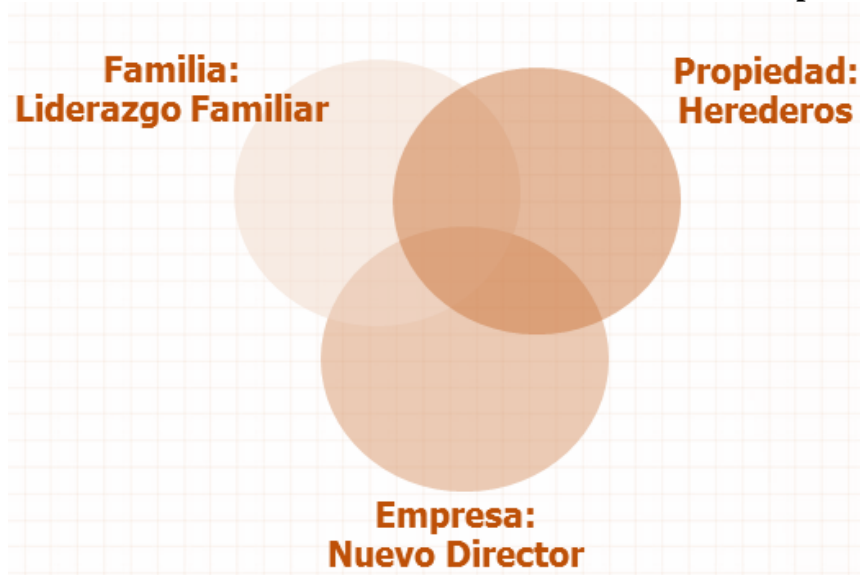 Familia:
Liderazgo Familiar
Propiedad:
Herederos
Empresa:
Nuevo Director